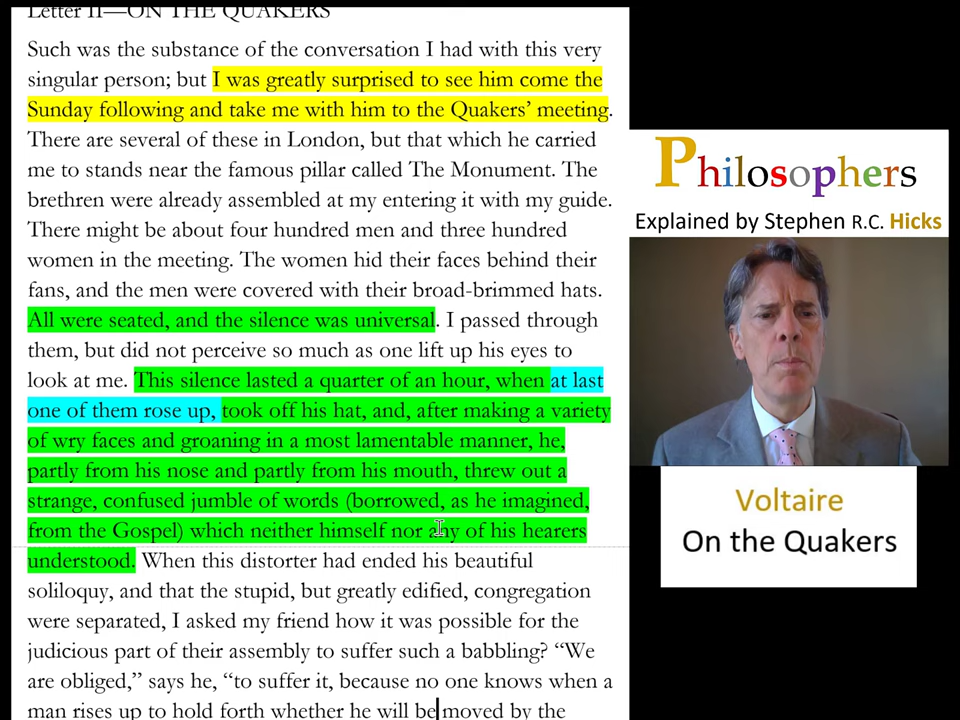 Letter II—ON THE QUAKERS
Such was the substance of the conversation I had with this very
singular person; but I was greatly surprised to see him come the
Sunday following and take me with him to the Quakers’ meeting.
There are several of these in London, but that which he carried
me to stands near the famous pillar called The Monument. The
brethren were already assembled at my entering it with my guide.
There might be about four hundred men and three hundred
women in the meeting. The women hid their faces behind their
fans, and the men were covered with their broad-brimmed hats.
All were seated, and the silence was universal. I passed through
them, but did not perceive so much as one lift up his eyes to
look at me. This silence lasted a quarter of an hour, when at last
one of them rose up, took off his hat, and, after making a variety
of wry faces and groaning in a most lamentable manner, he,
partly from his nose and partly from his mouth, threw out a
strange, confused jumble of words (borrowed, as he imagined,
from the Gospel) which neither himself nor any of his hearers
understood. When this distorter had ended his beautiful
soliloquy, and that the stupid, but greatly edified, congregation
were separated, I asked my friend how it was possible for the
judicious part of their assembly to suffer such a babbling? “We
are obliged,” says he, “to suffer it, because no one knows when a
man rises up to hold forth whether he will be moved by the
Philosophers
Explained by Stephen R.C. Hicks
Voltaire
On the Quakers